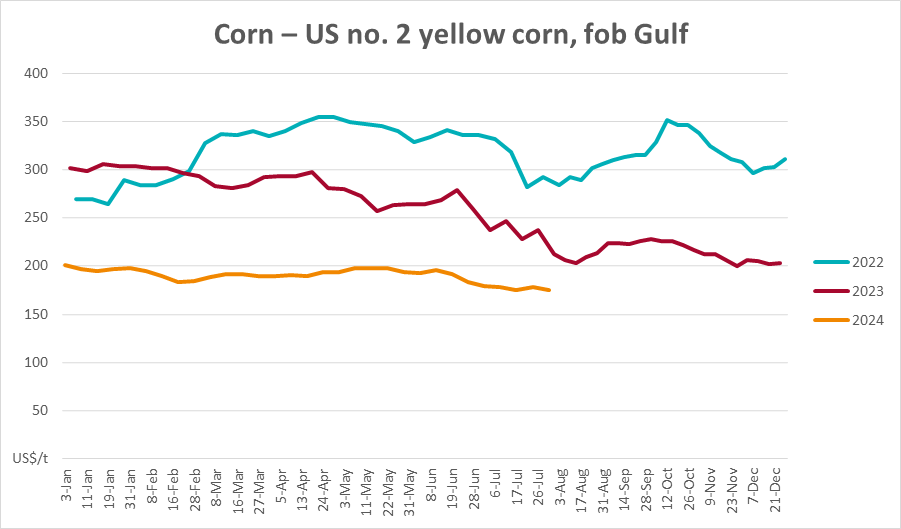 Corn – US no. 2 yellow corn, fob Gulf
400
350
300
250
200
150
100
50
US$/t
3-Jan
11-Jan
19-Jan
31-Jan
8-Feb
16-Feb
28-Feb
8-Mar
16-Mar
27-Mar
5-Apr
14-Apr
24-Apr
3-May
11-May
22-May
31-May
8-Jun
19-Jun
28-Jun
6-Jul
17-Jul
26-Jul
3-Aug
17-Aug
31-Aug
14-Sep
28-Sep
12-Oct
26-Oct
9-Nov
23-Nov
7-Dec
21-Dec
2022
2023
2024